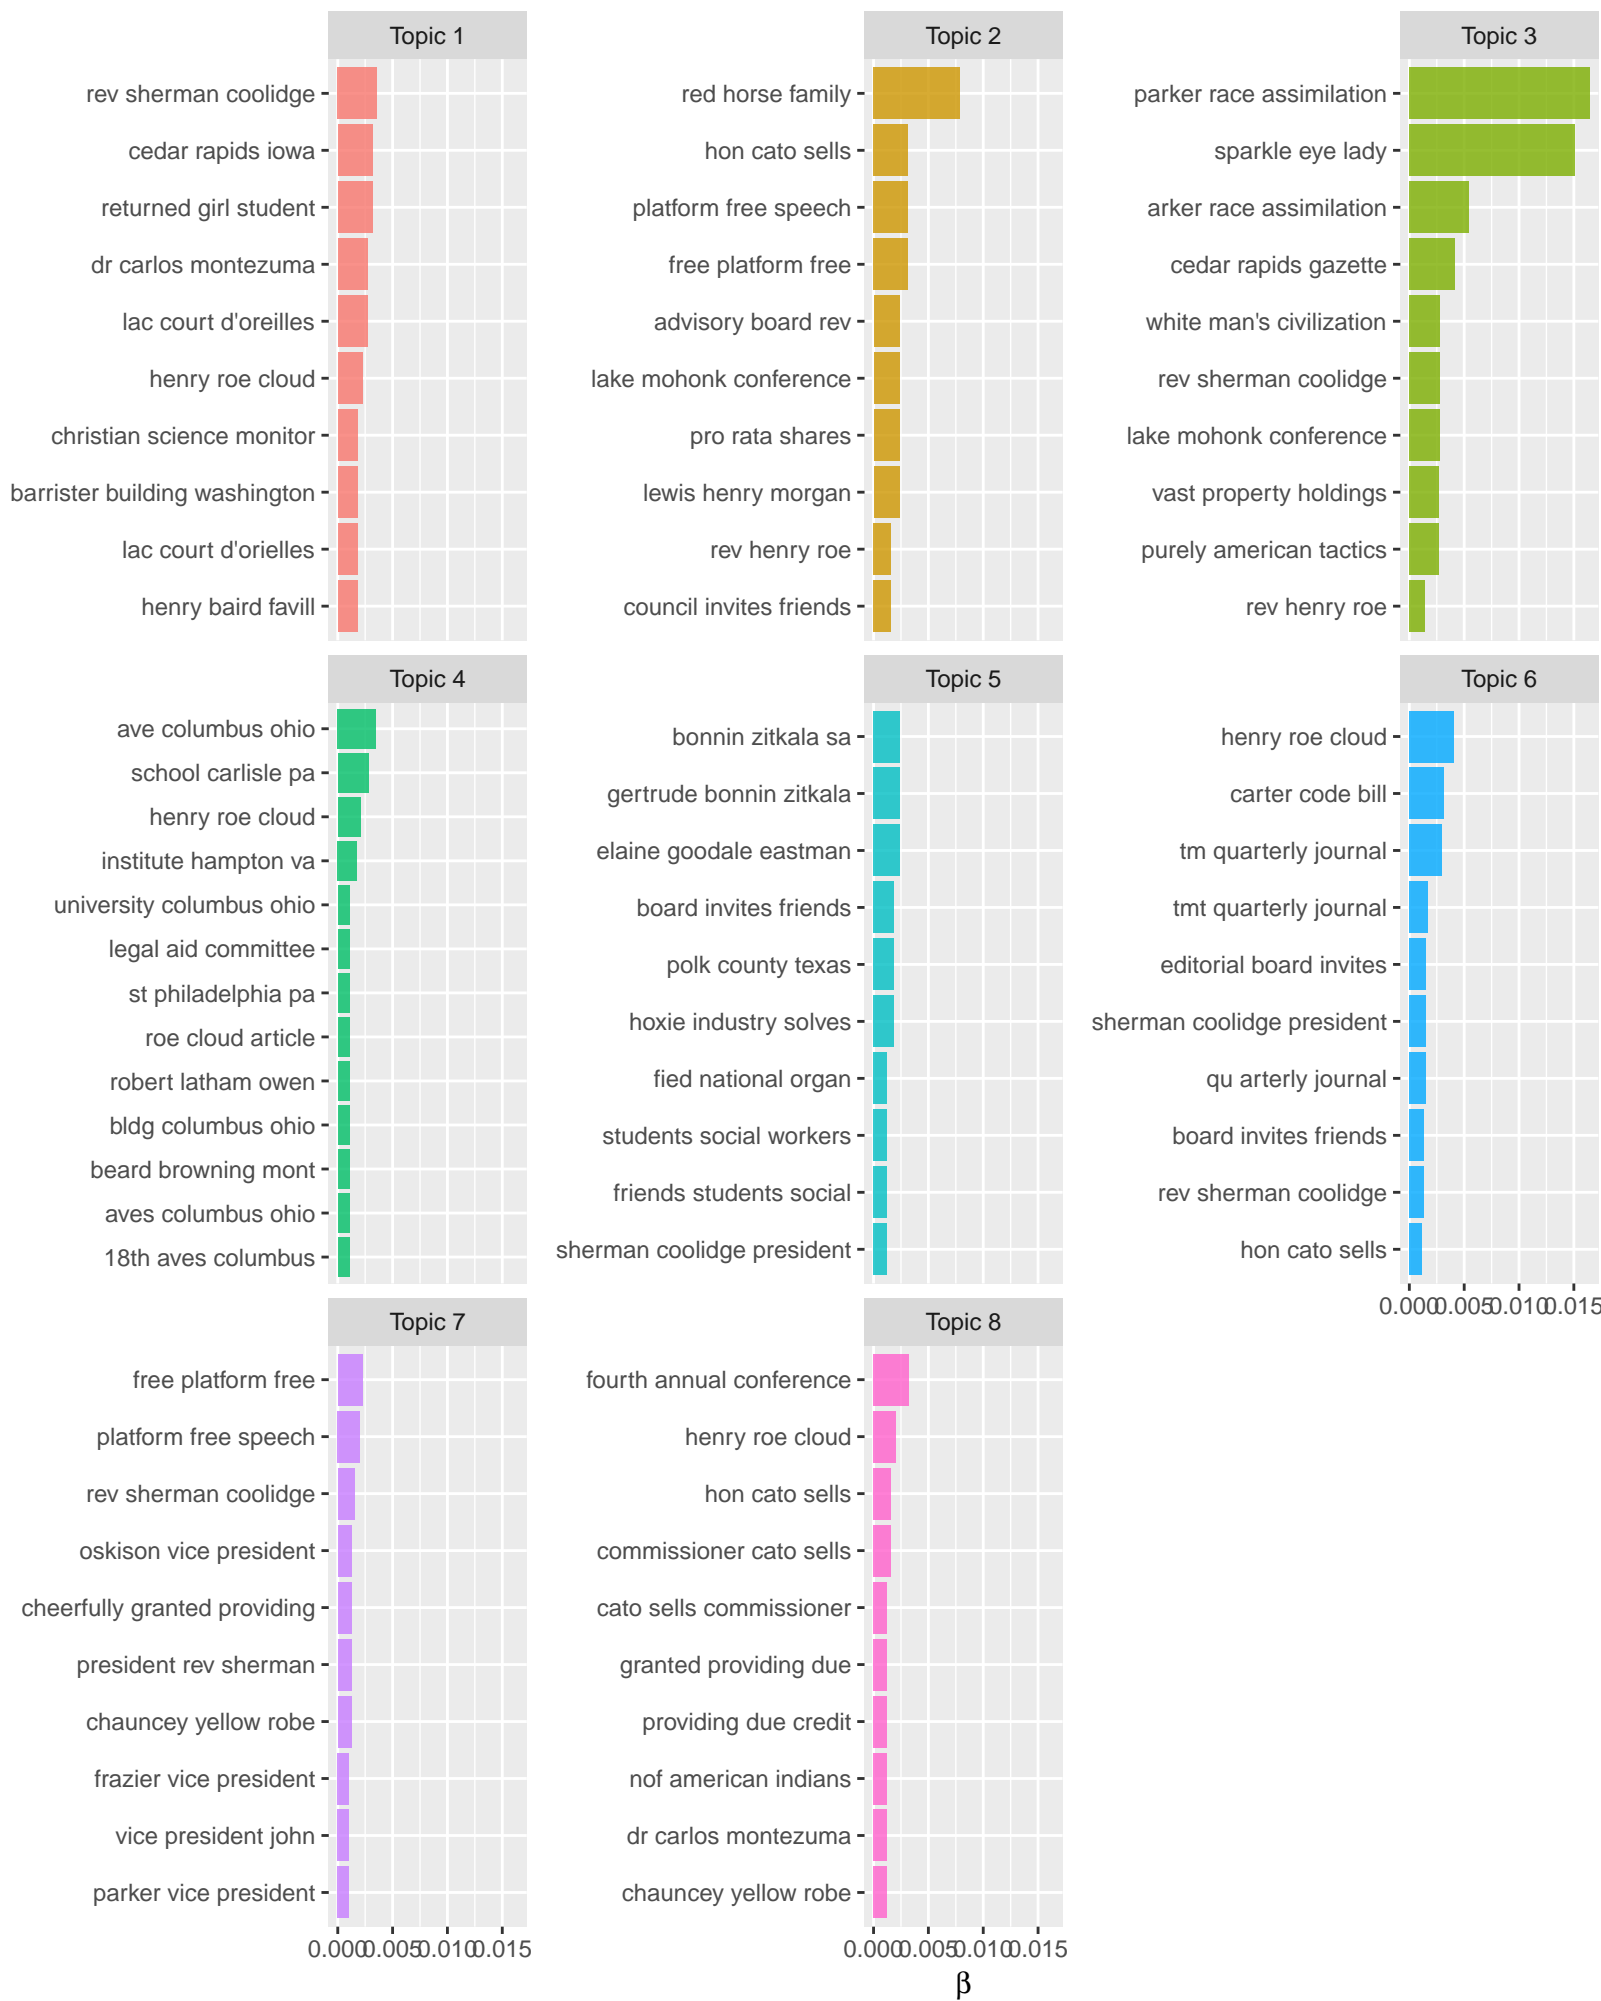 Topic 1
rev sherman coolidge
cedar rapids iowa
returned girl student
dr carlos montezuma
lac court d'oreilles
henry roe cloud
christian science monitor
barrister building washington
lac court d'orielles
henry baird favill
Topic 2
red horse family
hon cato sells
platform free speech
free platform free
advisory board rev
lake mohonk conference
pro rata shares
lewis henry morgan
rev henry roe
council invites friends
Topic 3
parker race assimilation
sparkle eye lady
arker race assimilation
cedar rapids gazette
white man's civilization
rev sherman coolidge
lake mohonk conference
vast property holdings
purely american tactics
rev henry roe
Topic 4
ave columbus ohio
school carlisle pa
henry roe cloud
institute hampton va
university columbus ohio
legal aid committee
st philadelphia pa
roe cloud article
robert latham owen
bldg columbus ohio
beard browning mont
aves columbus ohio
18th aves columbus
Topic 5
bonnin zitkala sa
gertrude bonnin zitkala
elaine goodale eastman
board invites friends
polk county texas
hoxie industry solves
fied national organ
students social workers
friends students social
sherman coolidge president
Topic 6
henry roe cloud
carter code bill
tm quarterly journal
tmt quarterly journal
editorial board invites
sherman coolidge president
qu arterly journal
board invites friends
rev sherman coolidge
hon cato sells
0.000 0.005 0.010 0.015
Topic 7
free platform free
platform free speech
rev sherman coolidge
oskison vice president
cheerfully granted providing
president rev sherman
chauncey yellow robe
frazier vice president
vice president john
parker vice president
0.000 0.005 0.010 0.015
Topic 8
fourth annual conference
henry roe cloud
hon cato sells
commissioner cato sells
cato sells commissioner
granted providing due
providing due credit
nof american indians
dr carlos montezuma
chauncey yellow robe
0.000 0.005 0.010 0.015
β